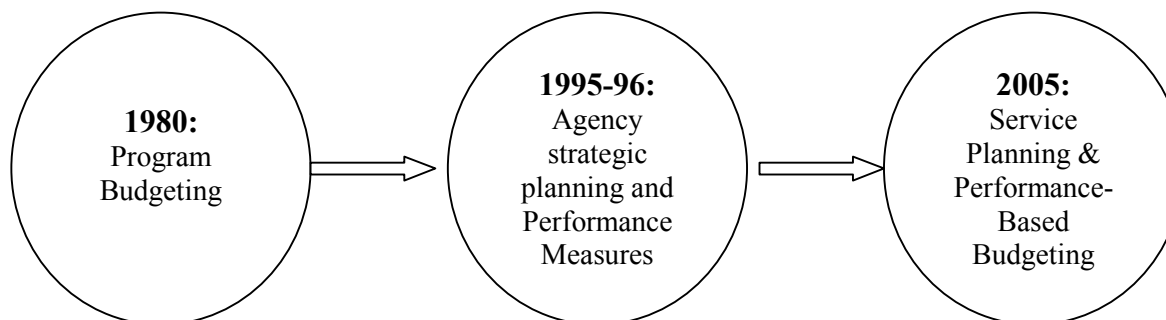 1980:
Program
Budgeting
1995-96:
Agency
strategic
planning and
Performance
Measures
2005:
Service
Planning &
Performance-
Based
Budgeting